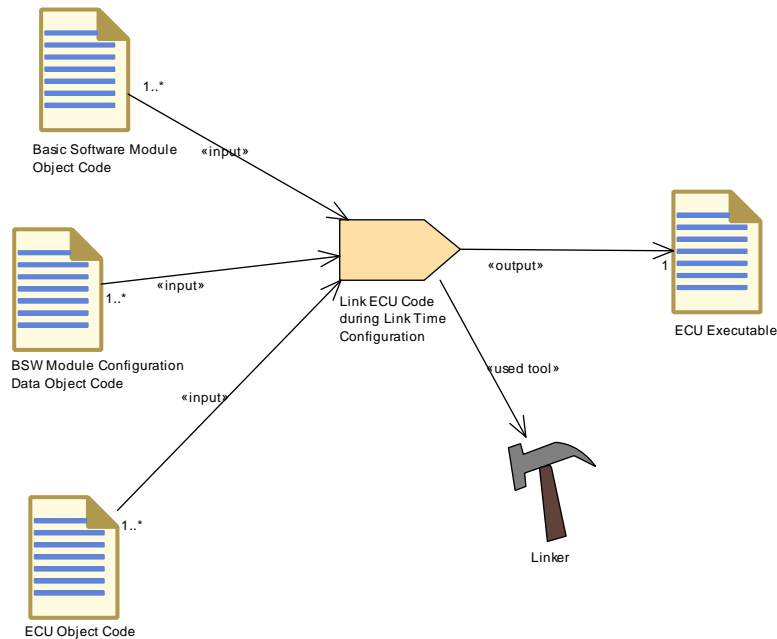 1..*
Basic Software Module
Object Code
«input»
1..*
«input»
BSW Module Configuration
Data Object Code
Link ECU Code
during Link Time
Configuration
«output»
1
ECU Executable
«used tool»
«input»
1..*
Linker
ECU Object Code